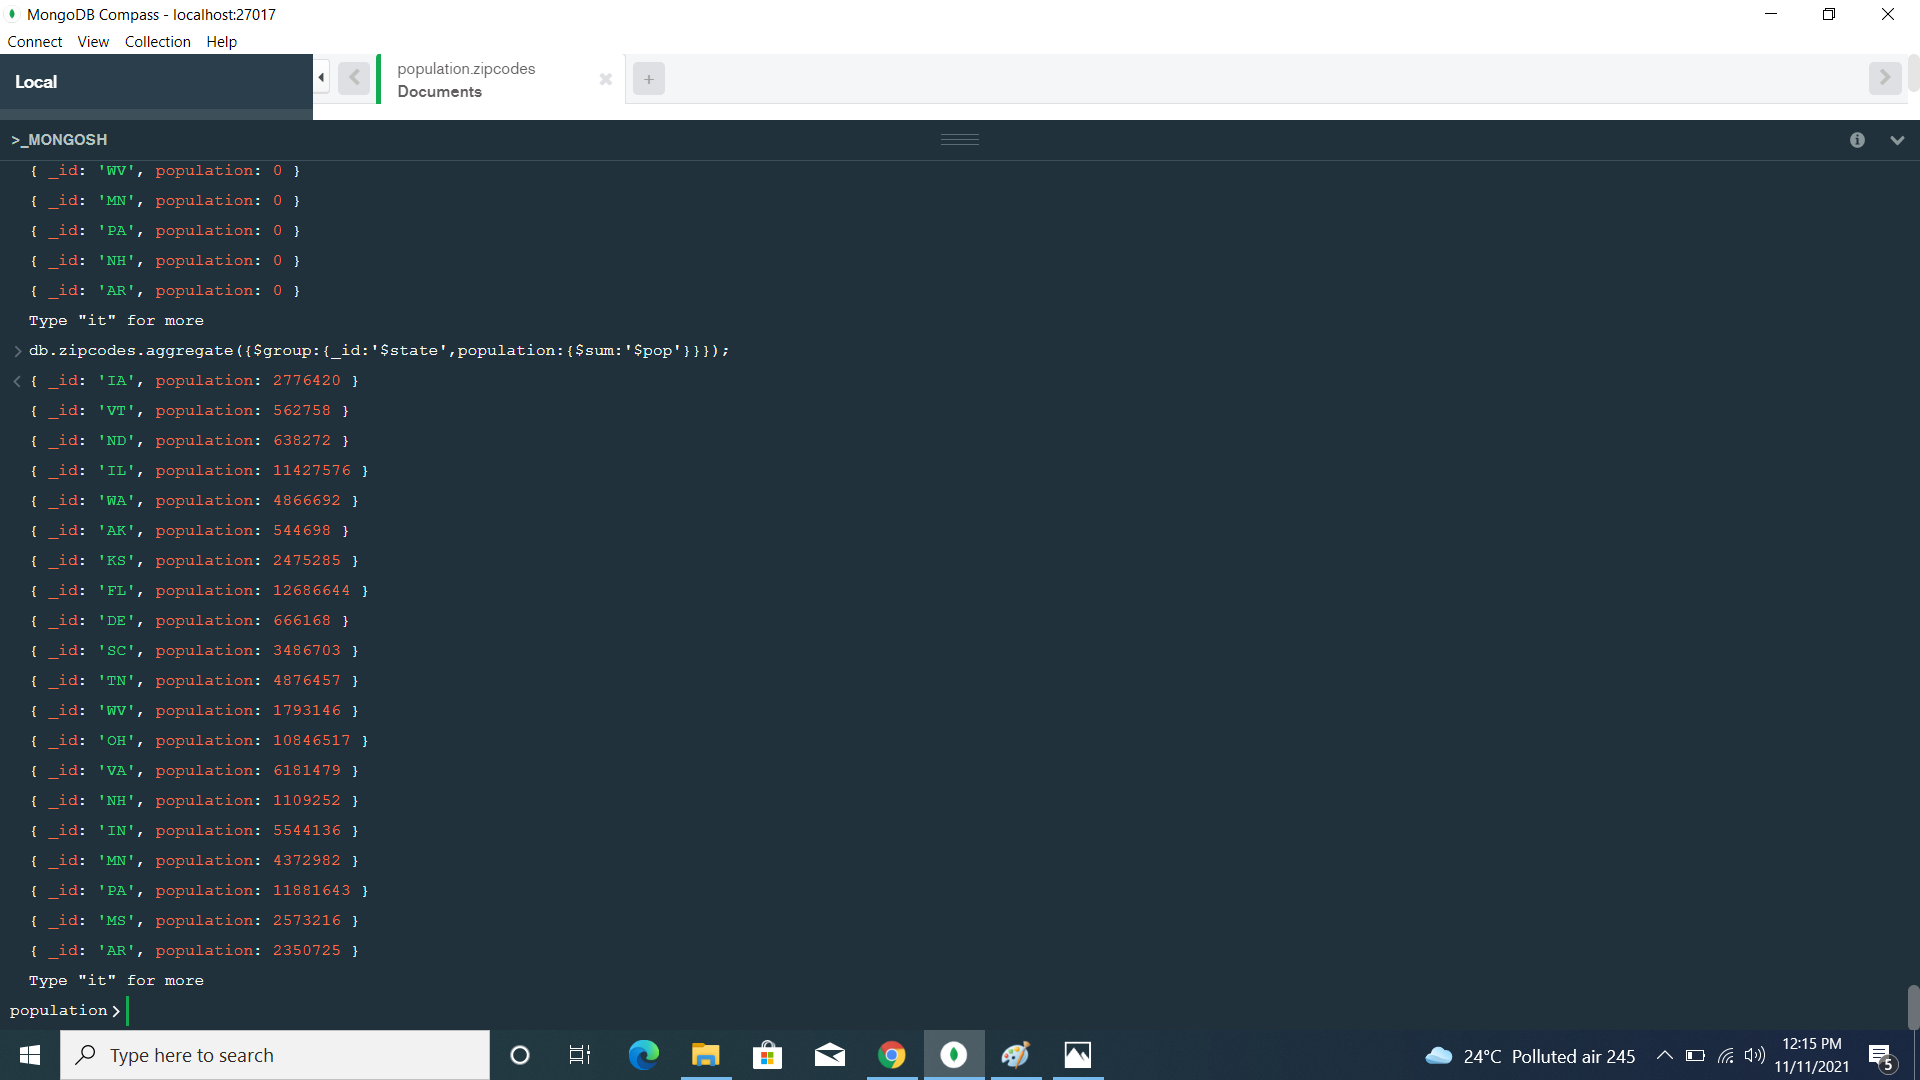 MongoDB Compass - localhost:27017
Connect View Collection Help
Local
population.zipcodes
Documents
>_MONGOSH
{ _id: 'WV', population: 0 }
{ _id: 'MN', population: 0 }
{ _id: 'PA', population: 0 }
{ _id: 'NH', population: 0 }
{ _id: 'AR', population: 0 }
Type "it" for more
> db.zipcodes.aggregate({$group:{_id:'$state',population:{$sum:'$pop'}}});
< { _id: 'IA', population: 2776420 }
{ _id: 'VT', population: 562758 }
{ _id: 'ND', population: 638272 }
{ _id: 'IL', population: 11427576 }
{ _id: 'WA', population: 4866692 }
{ _id: 'AK', population: 544698 }
{ _id: 'KS', population: 2475285 }
{ _id: 'FL', population: 12686644 }
{ _id: 'DE', population: 666168 }
{ _id: 'SC', population: 3486703 }
{ _id: 'TN', population: 4876457 }
{ _id: 'WV', population: 1793146 }
{ _id: 'OH', population: 10846517 }
{ _id: 'VA', population: 6181479 }
{ _id: 'NH', population: 1109252 }
{ _id: 'IN', population: 5544136 }
{ _id: 'MN', population: 4372982 }
{ _id: 'PA', population: 11881643 }
{ _id: 'MS', population: 2573216 }
{ _id: 'AR', population: 2350725 }
Type "it" for more
population >
Type here to search
24°C Polluted air 245
12:15 PM
11/11/2021
5